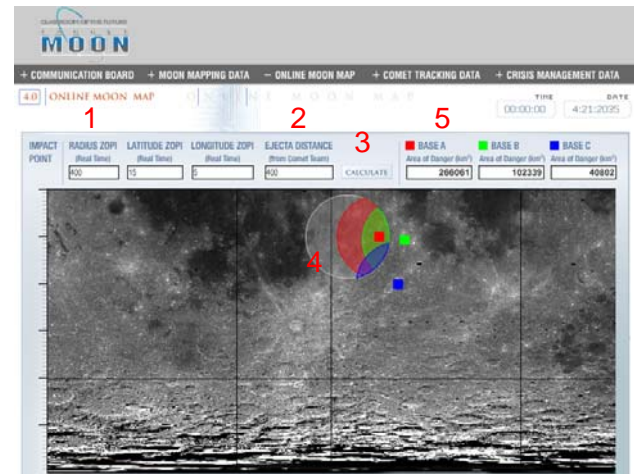 CLASSROOM OF THE FUTURE
TARGET
MOON
+ COMMUNICATION BOARD + MOON MAPPING DATA − ONLINE MOON MAP + COMET TRACKING DATA + CRISIS MANAGEMENT DATA
4.0 ONLINE MOON MAP ONLINE MOON MAP
TIME DATE
00:00:00 4:21:2035
1 2 3 5
IMPACT POINT
RADIUS ZOPI LATITUDE ZOPI LONGITUDE ZOPI EJECTA DISTANCE
(Real Time) (Real Time) (Real Time) (from Comet Team)
400 15 5 400 CALCULATE
BASE A BASE B BASE C
Area of Danger (km²) Area of Danger (km²) Area of Danger (km²)
266061 102339 40802
4